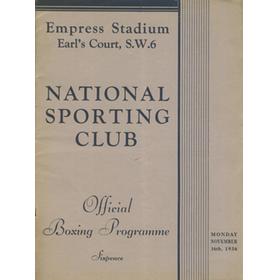 Empress Stadium
Earl's Court, S.W.6
NATIONAL
SPORTING
CLUB
Official
Boxing Programme
Sixpence
MONDAY
NOVEMBER
16th, 1936